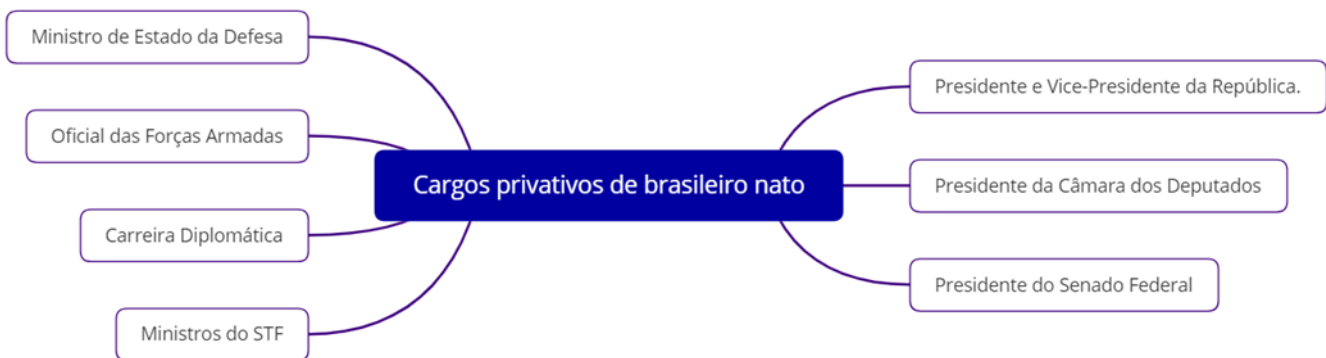 Ministro de Estado da Defesa
Oficial das Forças Armadas
Carreira Diplomática
Ministros do STF
Cargos privativos de brasileiro nato
Presidente e Vice-Presidente da República.
Presidente da Câmara dos Deputados
Presidente do Senado Federal